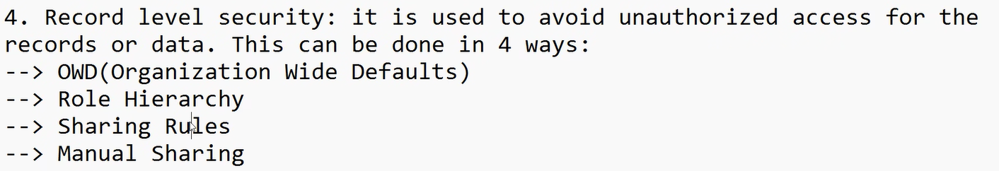 4. Record level security: it is used to avoid unauthorized access for the
records or data. This can be done in 4 ways:
--> OWD(Organization Wide Defaults)
--> Role Hierarchy
--> Sharing Rules
--> Manual Sharing